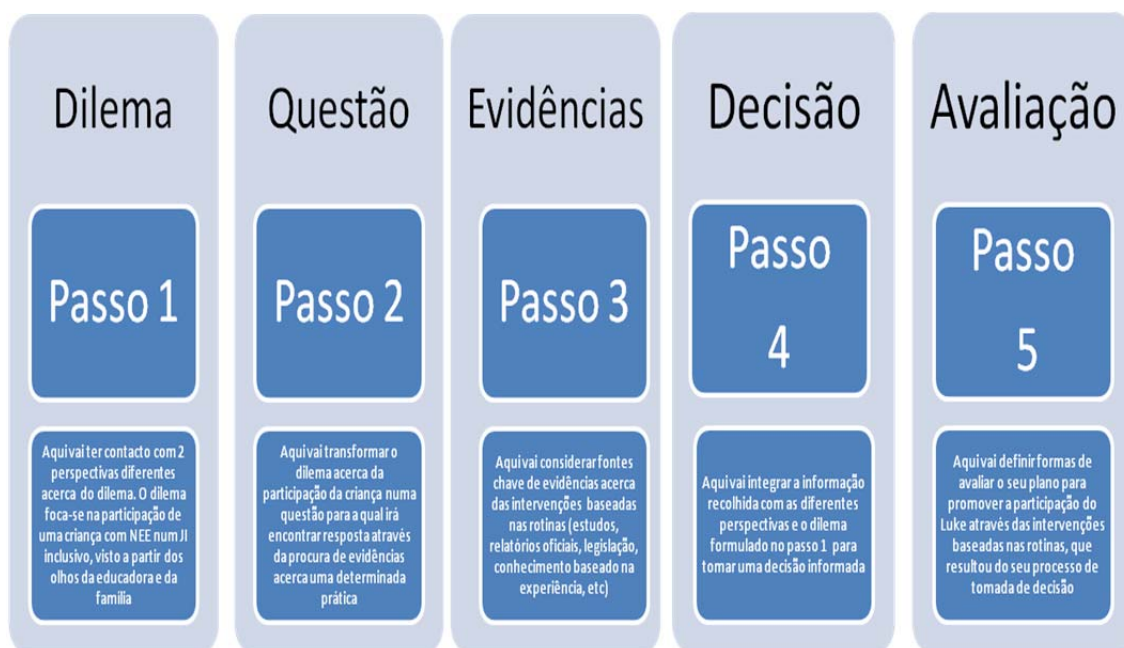 Dilema
Passo 1
Aqui vai ter contacto com 2
perspectivas diferentes
acerca do dilema. O dilema
foca-se na participação de
uma criança com NEE num JI
inclusivo, visto a partir dos
olhos da educadora e da
família
Questão
Passo 2
Aqui vai transformar o
dilema acerca da
participação da criança numa
questão para a qual irá
encontrar resposta através
da procura de evidências
acerca uma determinada
prática
Evidências
Passo 3
Aqui vai considerar fontes
chave de evidências acerca
das intervenções baseadas
nas rotinas (estudos,
relatórios oficiais, legislação,
conhecimento baseado na
experiência, etc)
Decisão
Passo
4
Aqui vai integrar a informação
recolhida com as diferentes
perspectivas e o dilema
formulado no passo 1 para
tomar uma decisão informada
Avaliação
Passo
5
Aqui vai definir formas de
avaliar o seu plano para
promover a participação do
Luke através das intervenções
baseadas nas rotinas, que
resultou do seu processo de
tomada de decisão